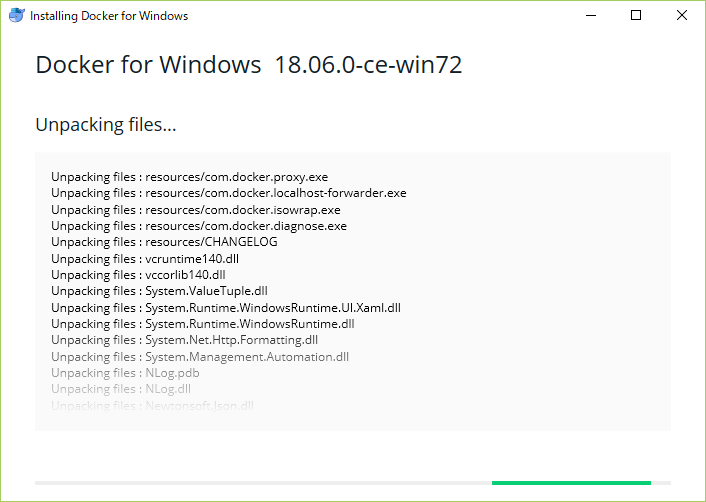 Installing Docker for Windows
Docker for Windows 18.06.0-ce-win72
Unpacking files...
Unpacking files : resources/com.docker.proxy.exe
Unpacking files : resources/com.docker.localhost-forwarder.exe
Unpacking files : resources/com.docker.isowrap.exe
Unpacking files : resources/com.docker.diagnose.exe
Unpacking files : resources/CHANGELOG
Unpacking files : vcruntime140.dll
Unpacking files : vccorlib140.dll
Unpacking files : System.ValueTuple.dll
Unpacking files : System.Runtime.WindowsRuntime.UI.Xaml.dll
Unpacking files : System.Runtime.WindowsRuntime.dll
Unpacking files : System.Net.Http.Formatting.dll
Unpacking files : System.Management.Automation.dll
Unpacking files : NLog.pdb
Unpacking files : NLog.dll
Unpacking files : Newtonsoft.Json.dll